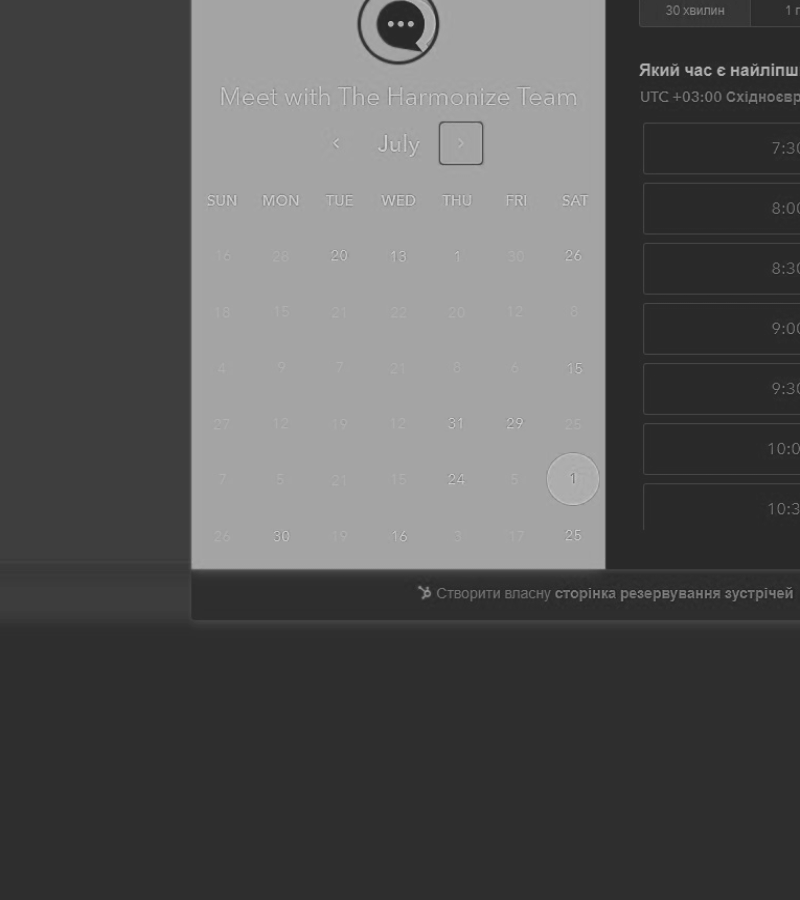 30 хвилин
Meet with The Harmonize Team
Який час є найліпш
UTC +03:00 Східноєвр
July
SUN MON TUE WED THU FRI SAT
7:30
8:00
8:30
9:00
9:30
10:0
10:3
16 28 20 13 1 30 26
18 15 21 22 20 12 6
4 9 7 21 8 6 15
27 12 19 12 31 29 25
7 5 21 15 24 5 1
26 30 19 16 3 17 25
Створити власну сторінка резервування зустрічей